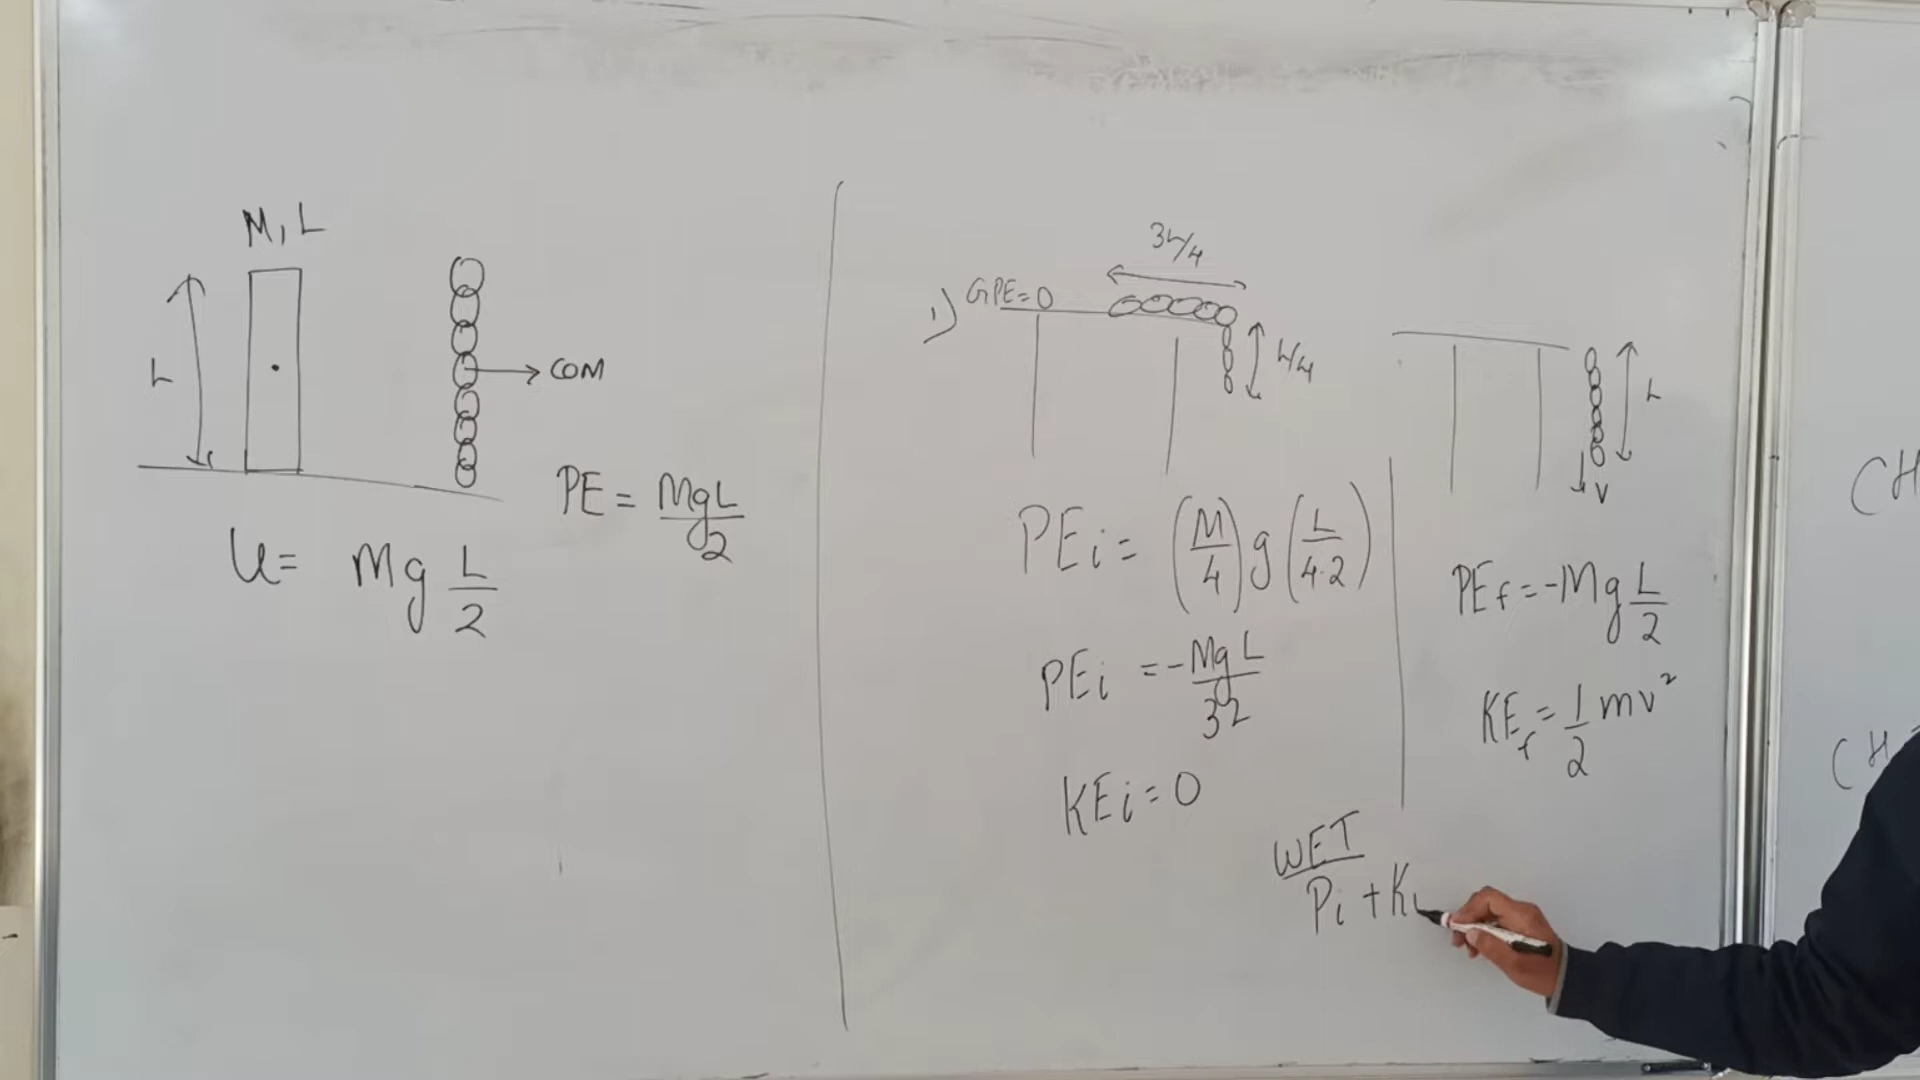 M, L
L
COM
PE = MgL/2
U = Mg L/2
3L/4
1) GPE=0
L/4
L
v
PEi = (M/4) g (L/4·2)
PEi = -MgL/32
KEi = 0
PEf = -Mg L/2
KEf = 1/2 mv²
WET
Pi + Ki
CH
CH